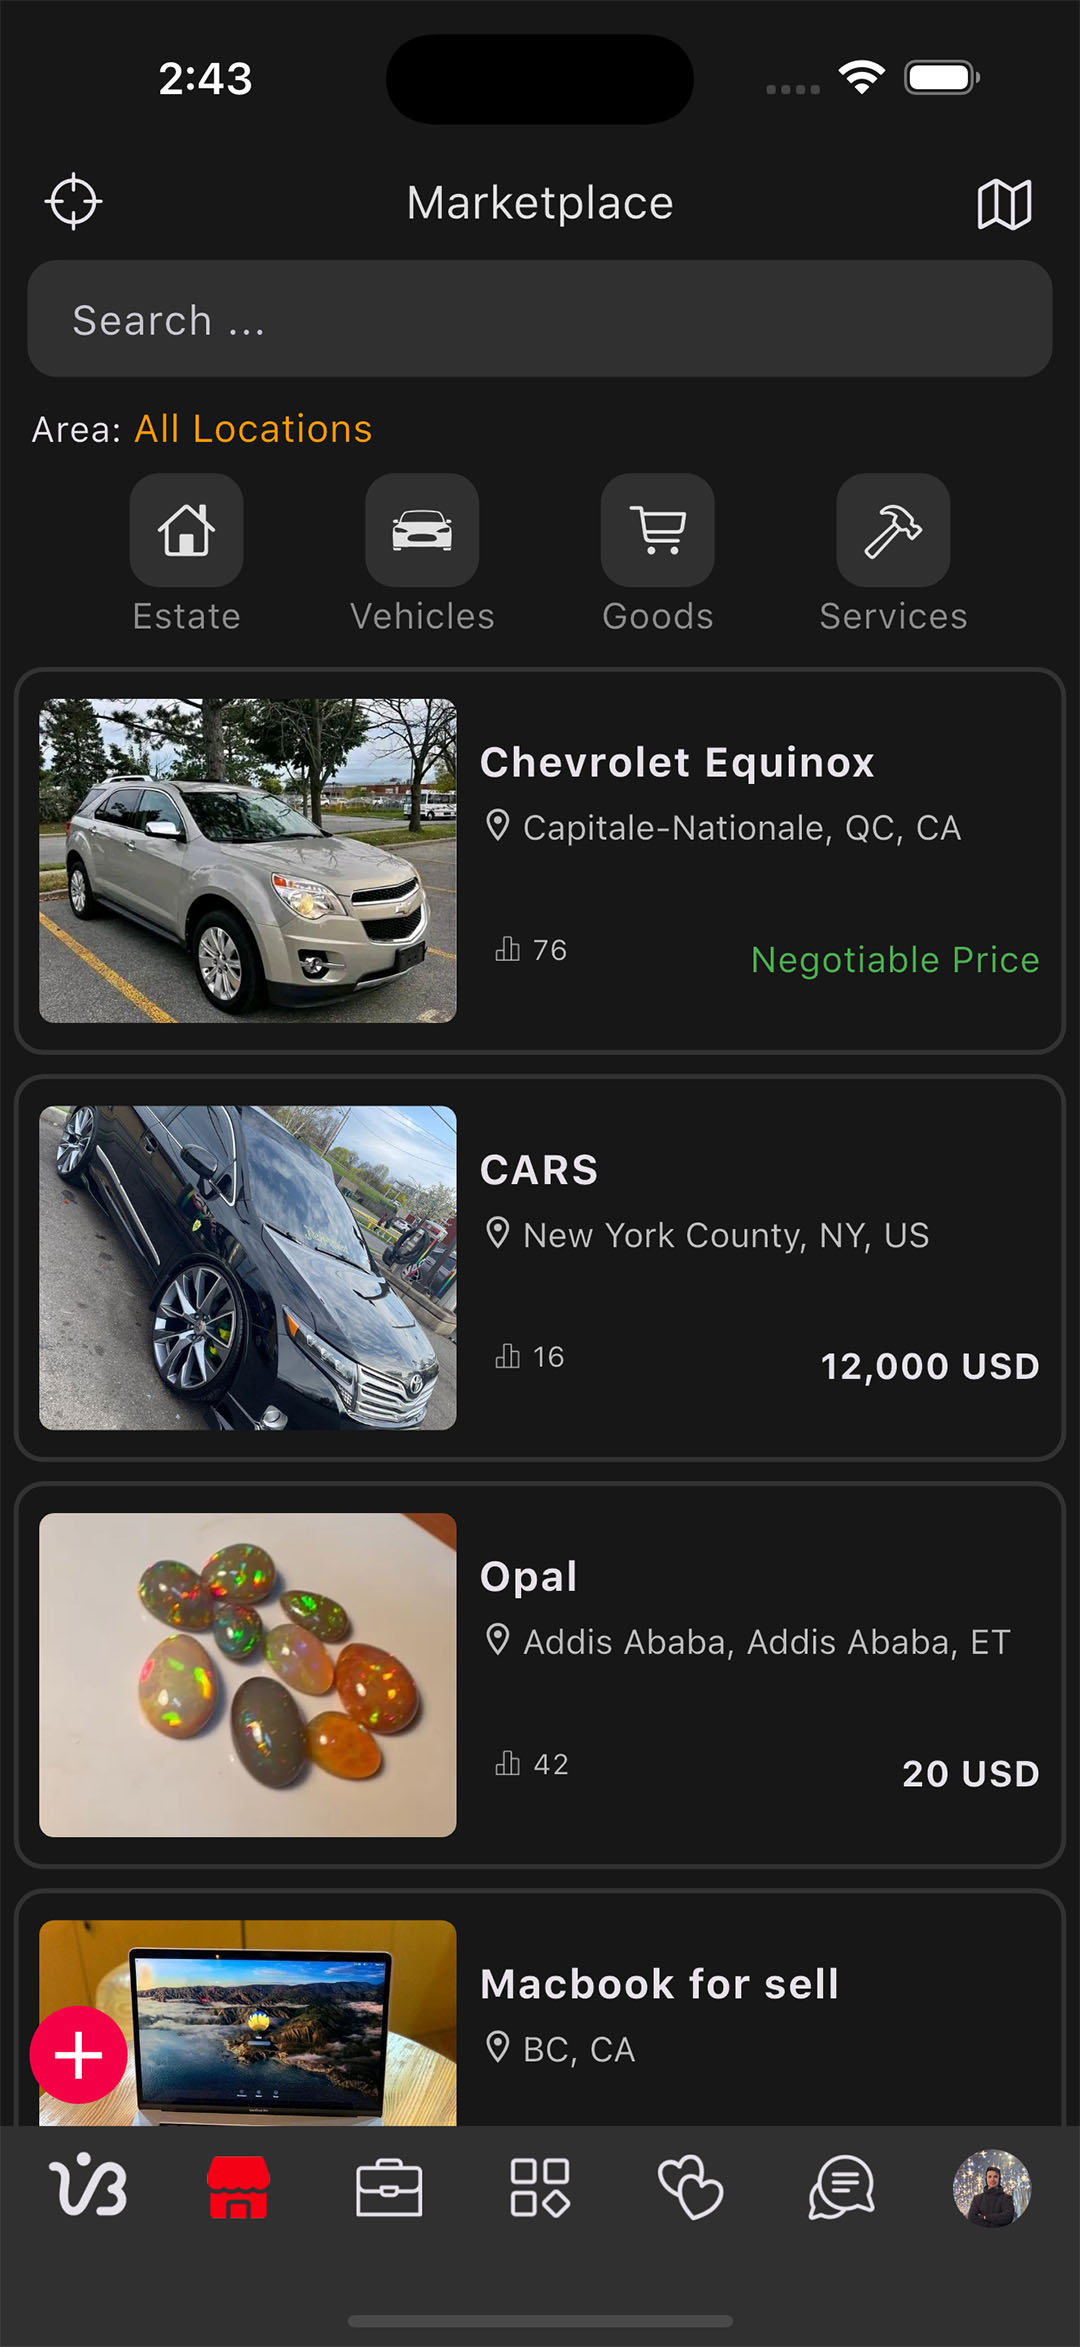 2:43
Marketplace
Search ...
Area: All Locations
Estate
Vehicles
Goods
Services
Chevrolet Equinox
Capitale-Nationale, QC, CA
76
Negotiable Price
CARS
New York County, NY, US
16
12,000 USD
Opal
Addis Ababa, Addis Ababa, ET
42
20 USD
Macbook for sell
BC, CA